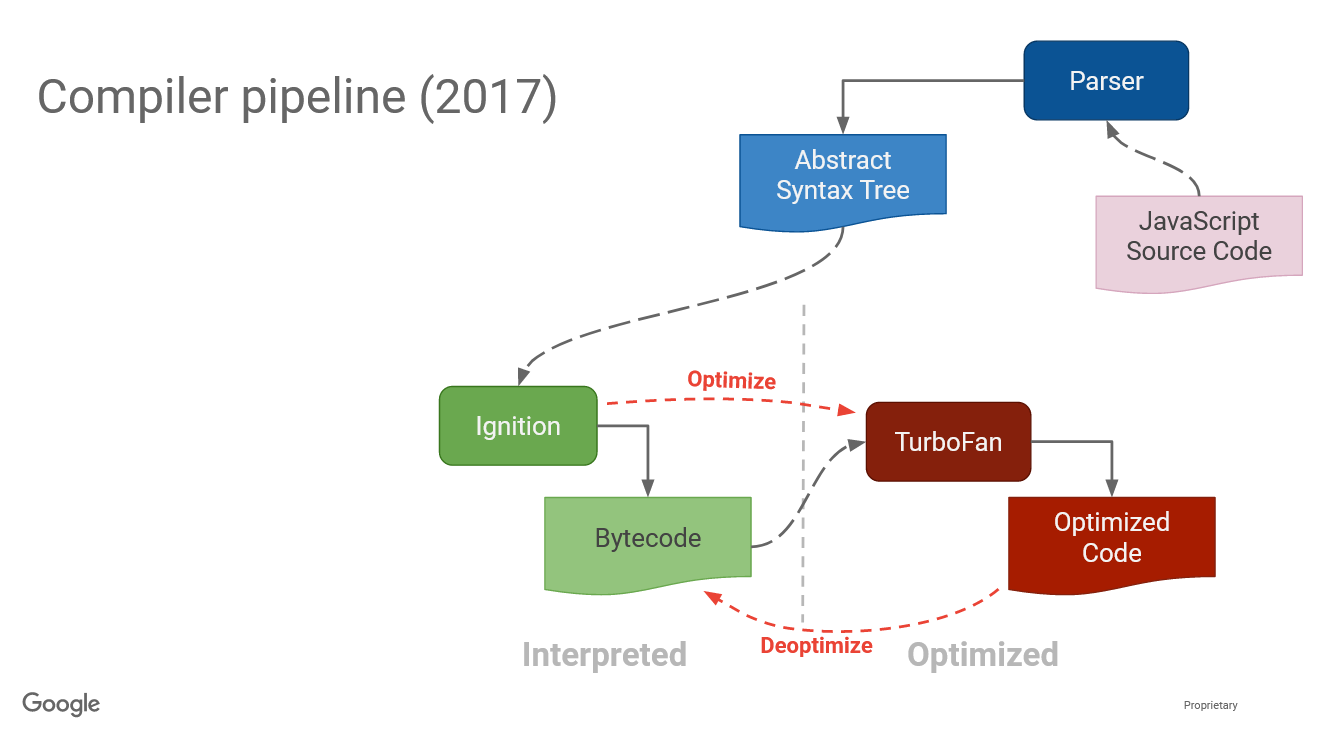 Compiler pipeline (2017)
Parser
Abstract
Syntax Tree
JavaScript
Source Code
Optimize
Ignition
TurboFan
Bytecode
Optimized
Code
Deoptimize
Interpreted
Optimized
Google
Proprietary